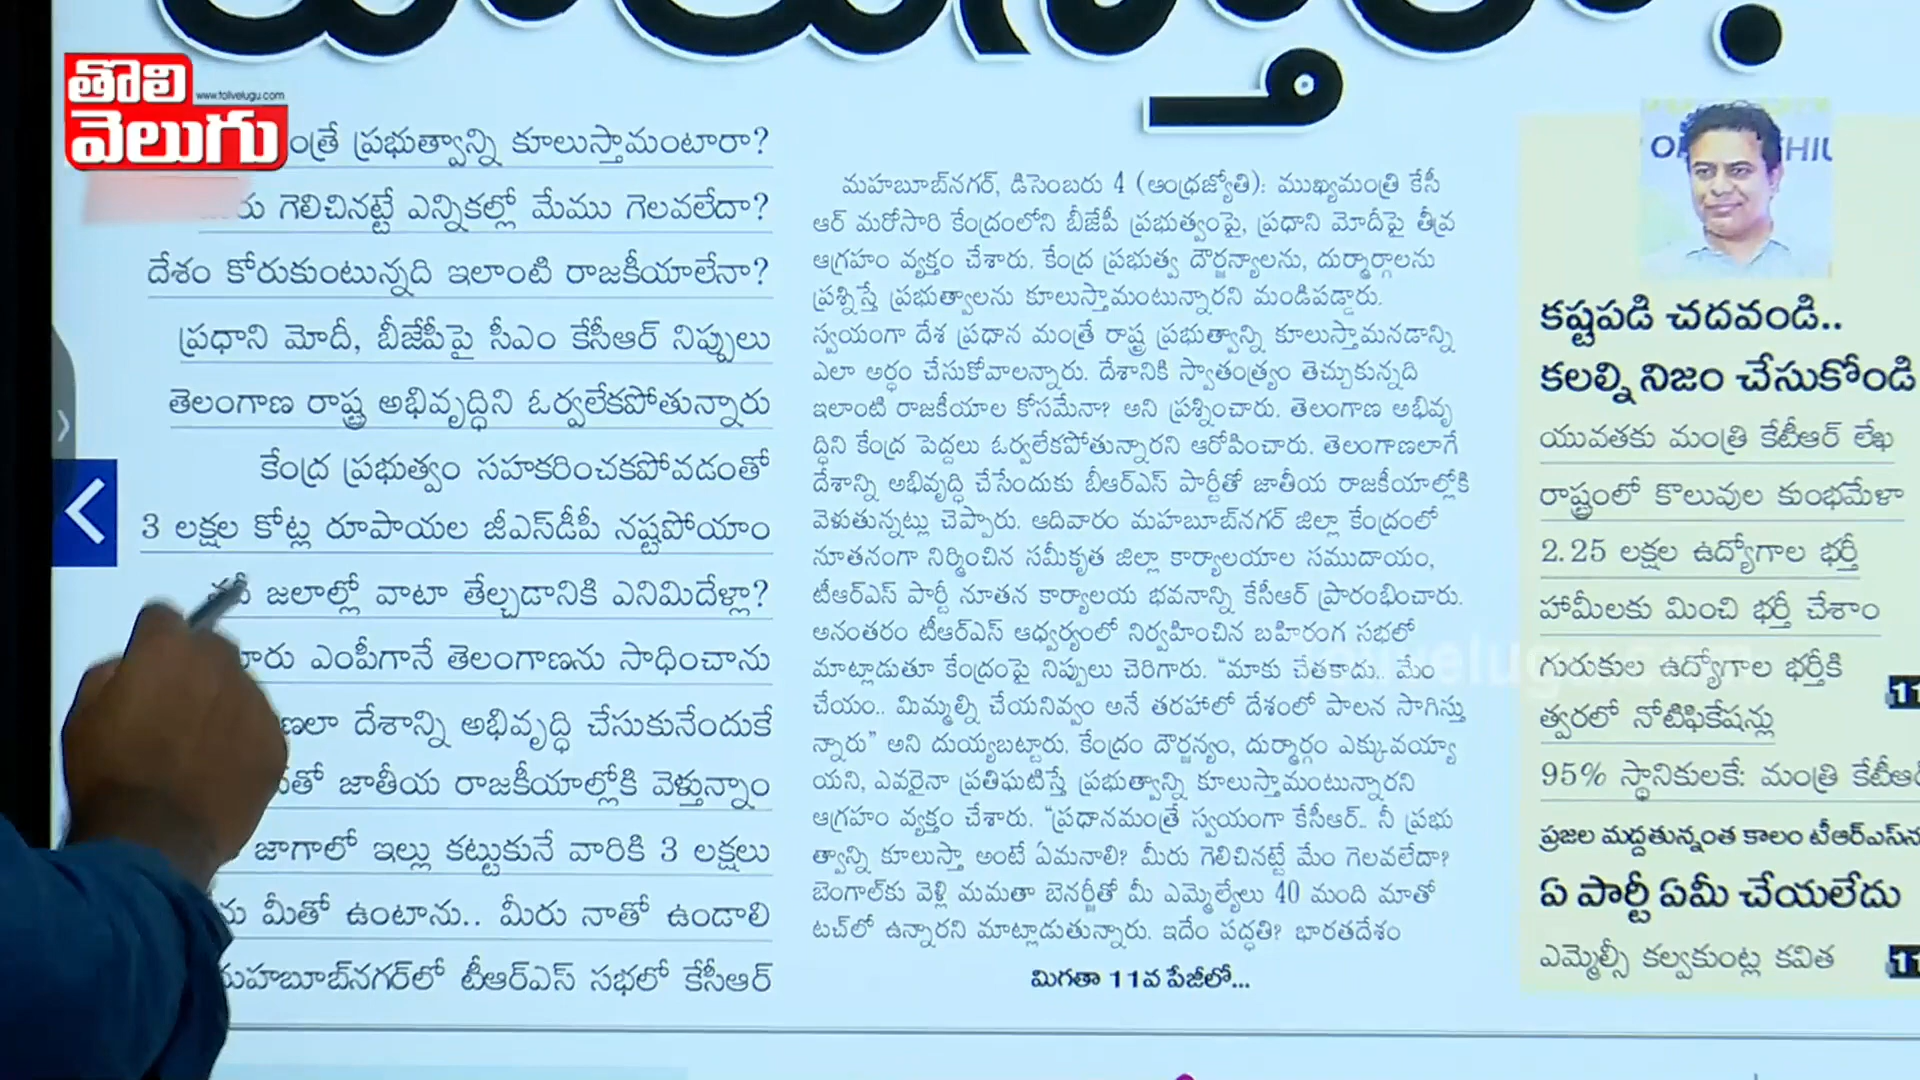 తొలి
వెలుగు
www.tolivelugu.com
ప్రభుత్వాన్ని కూలుస్తామంటారా?
గెలిచినట్టే ఎన్నికల్లో మేము గెలవలేదా?
దేశం కోరుకుంటున్నది ఇలాంటి రాజకీయాలేనా?
ప్రధాని మోదీ, బీజేపీపై సీఎం కేసీఆర్ నిప్పులు
తెలంగాణ రాష్ట్ర అభివృద్ధిని ఓర్వలేకపోతున్నారు
కేంద్ర ప్రభుత్వం సహకరించకపోవడంతో
3 లక్షల కోట్ల రూపాయల జీఎస్‌డీపీ నష్టపోయాం
జలాల్లో వాటా తేల్చడానికి ఎనిమిదేళ్లా?
ఎంపీగానే తెలంగాణను సాధించాను
దేశాన్ని అభివృద్ధి చేసుకునేందుకే
జాతీయ రాజకీయాల్లోకి వెళ్తున్నాం
జాగాలో ఇల్లు కట్టుకునే వారికి 3 లక్షలు
మీతో ఉంటాను.. మీరు నాతో ఉండాలి
మహబూబ్‌నగర్‌లో టీఆర్‌ఎస్ సభలో కేసీఆర్
మహబూబ్‌నగర్, డిసెంబరు 4 (ఆంధ్రజ్యోతి): ముఖ్యమంత్రి కేసీ
ఆర్ మరోసారి కేంద్రంలోని బీజేపీ ప్రభుత్వంపై, ప్రధాని మోదీపై తీవ్ర
ఆగ్రహం వ్యక్తం చేశారు. కేంద్ర ప్రభుత్వ దౌర్జన్యాలను, దుర్మార్గాలను
ప్రశ్నిస్తే ప్రభుత్వాలను కూలుస్తామంటున్నారని మండిపడ్డారు.
స్వయంగా దేశ ప్రధాన మంత్రే రాష్ట్ర ప్రభుత్వాన్ని కూలుస్తామనడాన్ని
ఎలా అర్థం చేసుకోవాలన్నారు. దేశానికి స్వాతంత్ర్యం తెచ్చుకున్నది
ఇలాంటి రాజకీయాల కోసమేనా? అని ప్రశ్నించారు. తెలంగాణ అభివృ
ద్ధిని కేంద్ర పెద్దలు ఓర్వలేకపోతున్నారని ఆరోపించారు. తెలంగాణలాగే
దేశాన్ని అభివృద్ధి చేసేందుకు బీఆర్‌ఎస్ పార్టీతో జాతీయ రాజకీయాల్లోకి
వెళుతున్నట్లు చెప్పారు. ఆదివారం మహబూబ్‌నగర్ జిల్లా కేంద్రంలో
నూతనంగా నిర్మించిన సమీకృత జిల్లా కార్యాలయాల సముదాయం,
టీఆర్‌ఎస్ పార్టీ నూతన కార్యాలయ భవనాన్ని కేసీఆర్ ప్రారంభించారు.
అనంతరం టీఆర్‌ఎస్ ఆధ్వర్యంలో నిర్వహించిన బహిరంగ సభలో
మాట్లాడుతూ కేంద్రంపై నిప్పులు చెరిగారు. “మాకు చేతకాదు.. మేం
చేయం.. మిమ్మల్ని చేయనివ్వం అనే తరహాలో దేశంలో పాలన సాగిస్తు
న్నారు” అని దుయ్యబట్టారు. కేంద్రం దౌర్జన్యం, దుర్మార్గం ఎక్కువయ్యా
యని, ఎవరైనా ప్రతిఘటిస్తే ప్రభుత్వాన్ని కూలుస్తామంటున్నారని
ఆగ్రహం వ్యక్తం చేశారు. “ప్రధానమంత్రే స్వయంగా కేసీఆర్.. నీ ప్రభు
త్వాన్ని కూలుస్తా అంటే ఏమనాలి? మీరు గెలిచినట్టే మేం గెలవలేదా?
బెంగాల్‌కు వెళ్లి మమతా బెనర్జీతో మీ ఎమ్మెల్యేలు 40 మంది మాతో
టచ్‌లో ఉన్నారని మాట్లాడుతున్నారు. ఇదేం పద్ధతి? భారతదేశం
మిగతా 11వ పేజీలో...
కష్టపడి చదవండి..
కలల్ని నిజం చేసుకోండి
యువతకు మంత్రి కేటీఆర్ లేఖ
రాష్ట్రంలో కొలువుల కుంభమేళా
2.25 లక్షల ఉద్యోగాల భర్తీ
హామీలకు మించి భర్తీ చేశాం
గురుకుల ఉద్యోగాల భర్తీకి
త్వరలో నోటిఫికేషన్లు
11
95% స్థానికులకే: మంత్రి
ప్రజల మద్దతున్నంత కాలం
ఏ పార్టీ ఏమీ చేయలేదు
ఎమ్మెల్సీ కల్వకుంట్ల కవిత
11